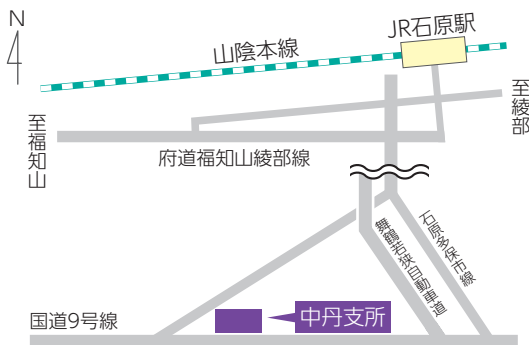 N
JR石原駅
山陰本線
至綾部
至福知山
府道福知山綾部線
舞鶴若狭自動車道
石原多保市線
中丹支所
国道9号線